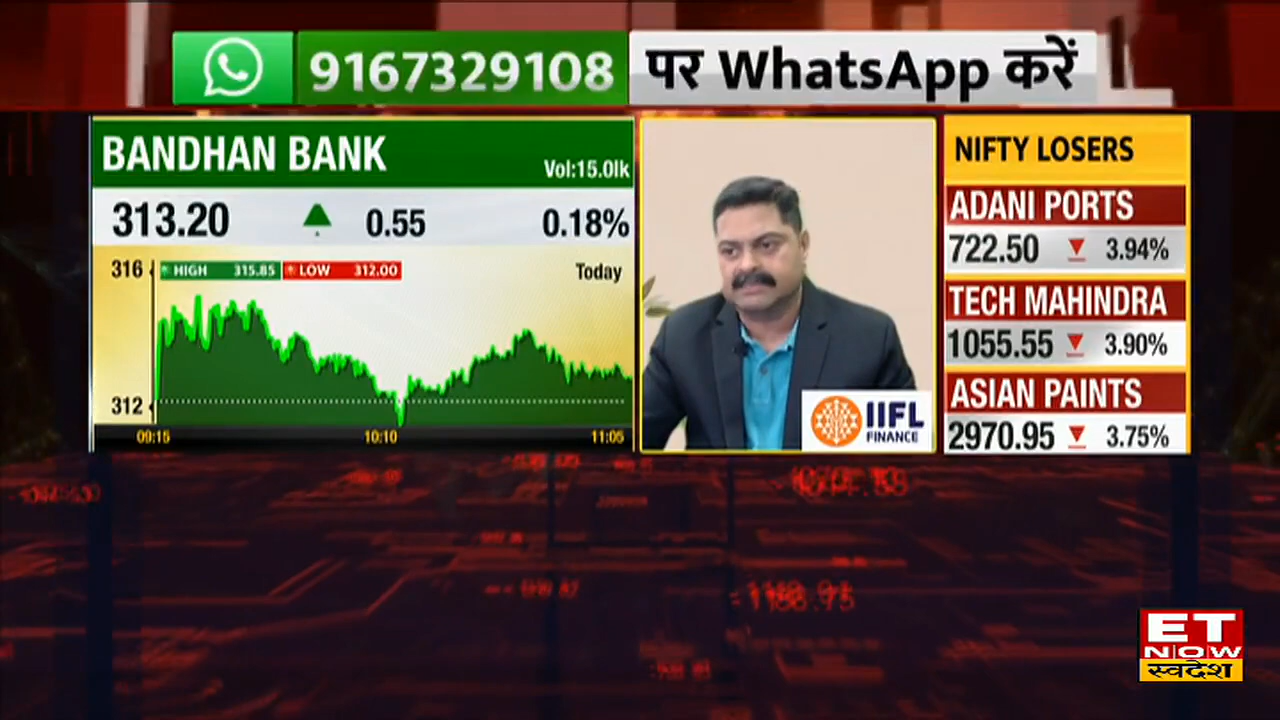 9167329108 पर WhatsApp करें
BANDHAN BANK
Vol:15.0lk
313.20 ▲ 0.55 0.18%
316
HIGH 315.85 LOW 312.00
Today
312
09:15 10:10 11:05
IIFL
FINANCE
NIFTY LOSERS
ADANI PORTS
722.50 ▼ 3.94%
TECH MAHINDRA
1055.55 ▼ 3.90%
ASIAN PAINTS
2970.95 ▼ 3.75%
ET
NOW
स्वदेश